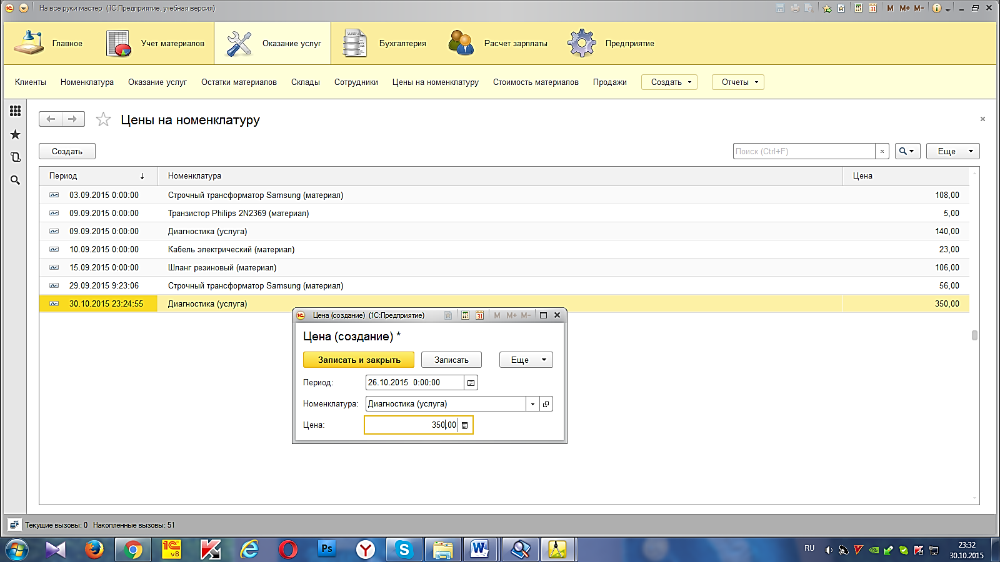 На все руки мастер (1С:Предприятие, учебная версия)
M M+ M-
Главное
Учет материалов
Оказание услуг
Бухгалтерия
Расчет зарплаты
Предприятие
Клиенты Номенклатура Оказание услуг Остатки материалов Склады Сотрудники Цены на номенклатуру Стоимость материалов Продажи Создать Отчеты
Цены на номенклатуру
Создать Поиск (Ctrl+F) Еще
Период Номенклатура Цена
03.09.2015 0:00:00 Строчный трансформатор Samsung (материал) 108,00
09.09.2015 0:00:00 Транзистор Philips 2N2369 (материал) 5,00
09.09.2015 0:00:00 Диагностика (услуга) 140,00
10.09.2015 0:00:00 Кабель электрический (материал) 23,00
15.09.2015 0:00:00 Шланг резиновый (материал) 106,00
29.09.2015 9:23:06 Строчный трансформатор Samsung (материал) 56,00
30.10.2015 23:24:55 Диагностика (услуга) 350,00
Цена (создание) (1С:Предприятие) 31 M M+ M-
Цена (создание) *
Записать и закрыть Записать Еще
Период: 26.10.2015 0:00:00
Номенклатура: Диагностика (услуга)
Цена: 350,00
Текущие вызовы: 0 Накопленные вызовы: 51
RU 23:32
30.10.2015